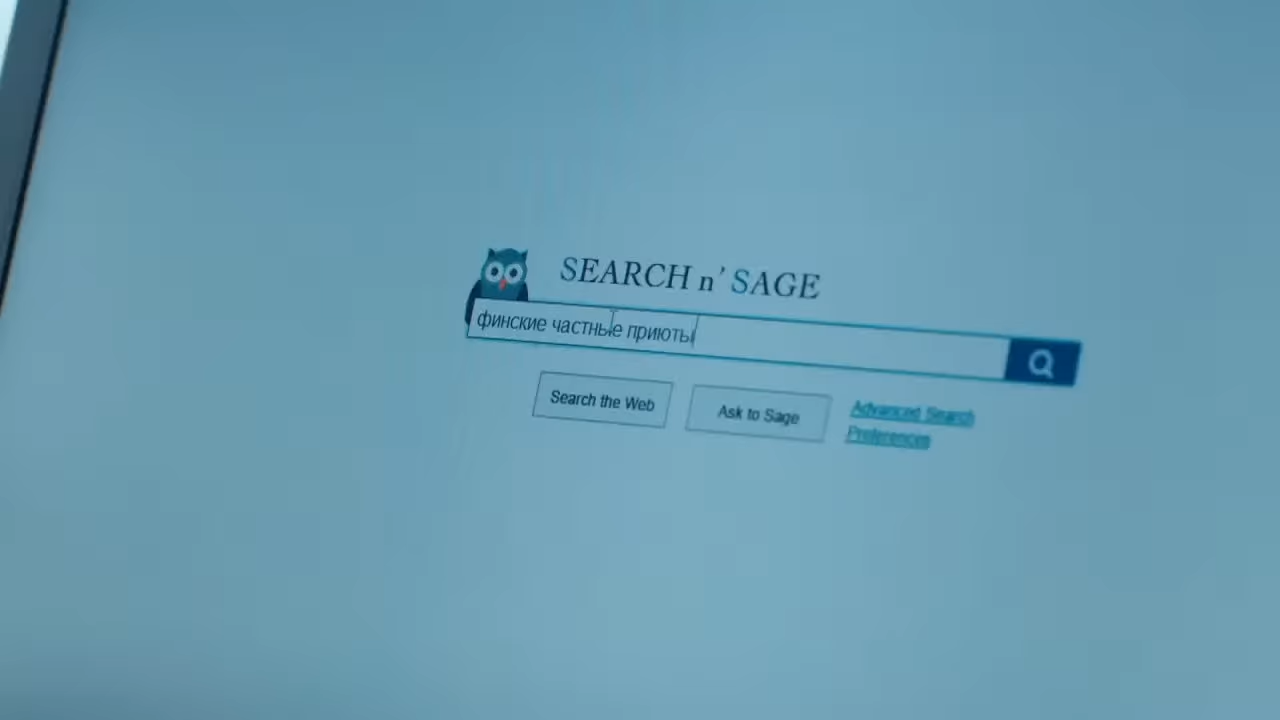 SEARCH n' SAGE
финские частные приюты
Search the Web
Ask to Sage
Advanced Search
Preferences